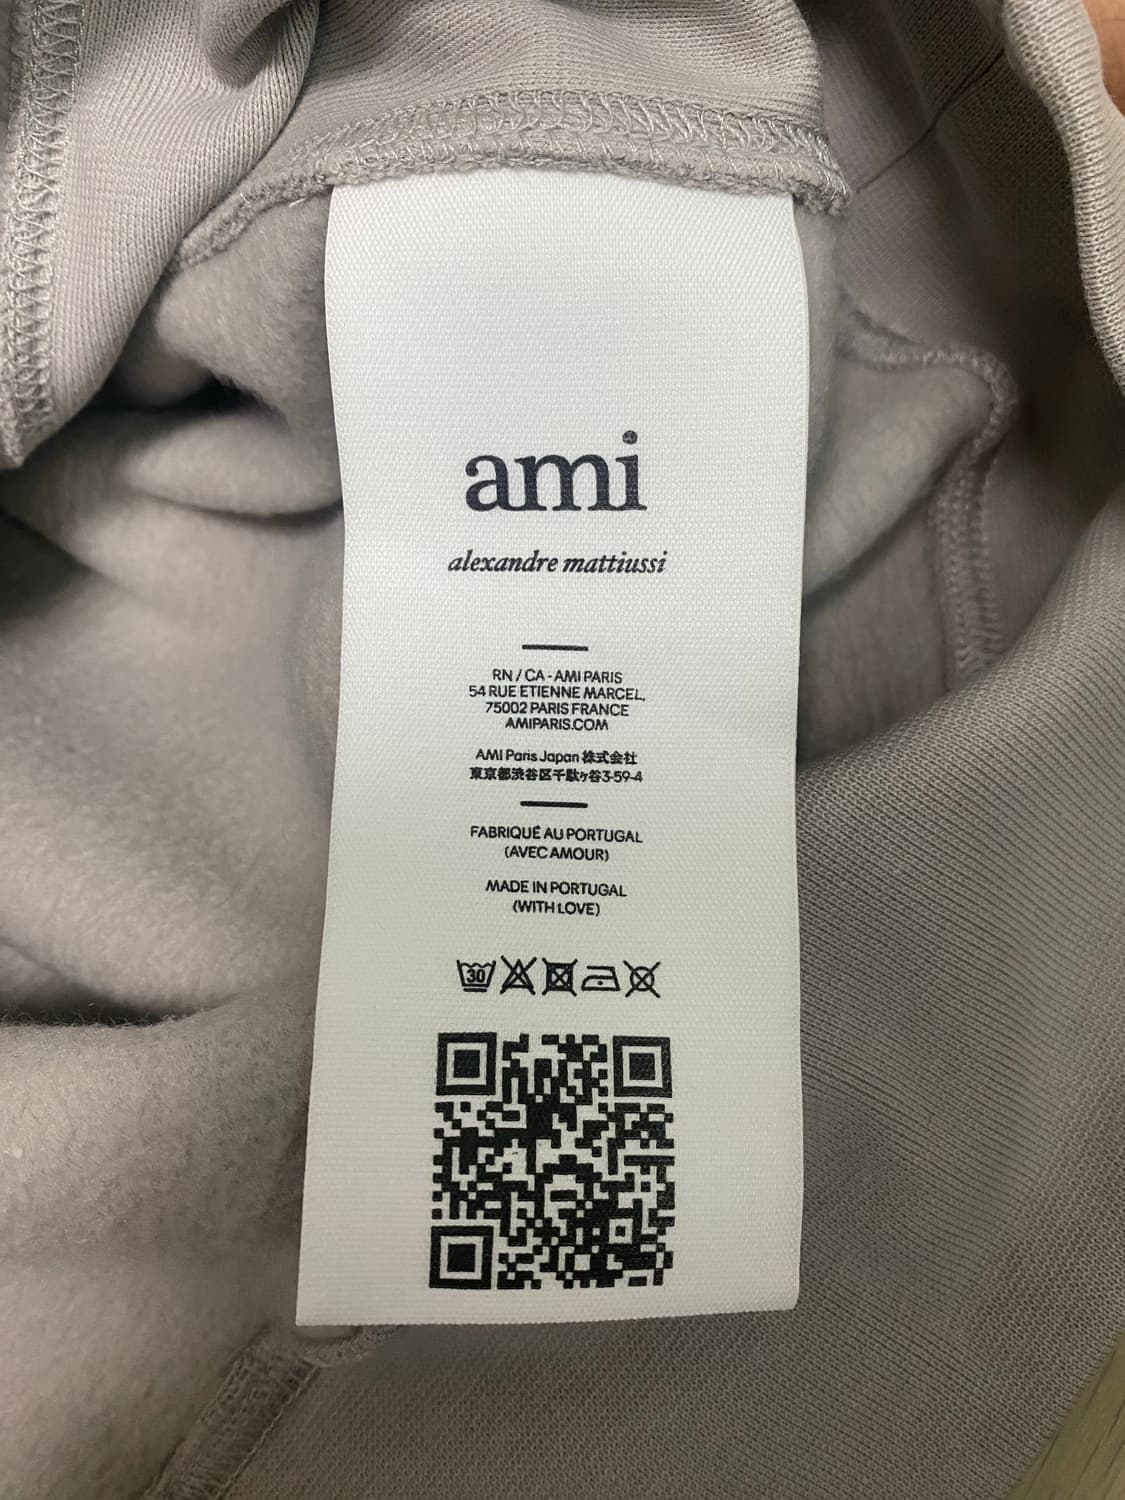 ami
alexandre mattiussi
RN / CA - AMI PARIS
54 RUE ETIENNE MARCEL,
75002 PARIS FRANCE
AMIPARIS.COM
AMI Paris Japan 株式会社
東京都渋谷区千駄ヶ谷3-59-4
FABRIQUÉ AU PORTUGAL
(AVEC AMOUR)
MADE IN PORTUGAL
(WITH LOVE)
30